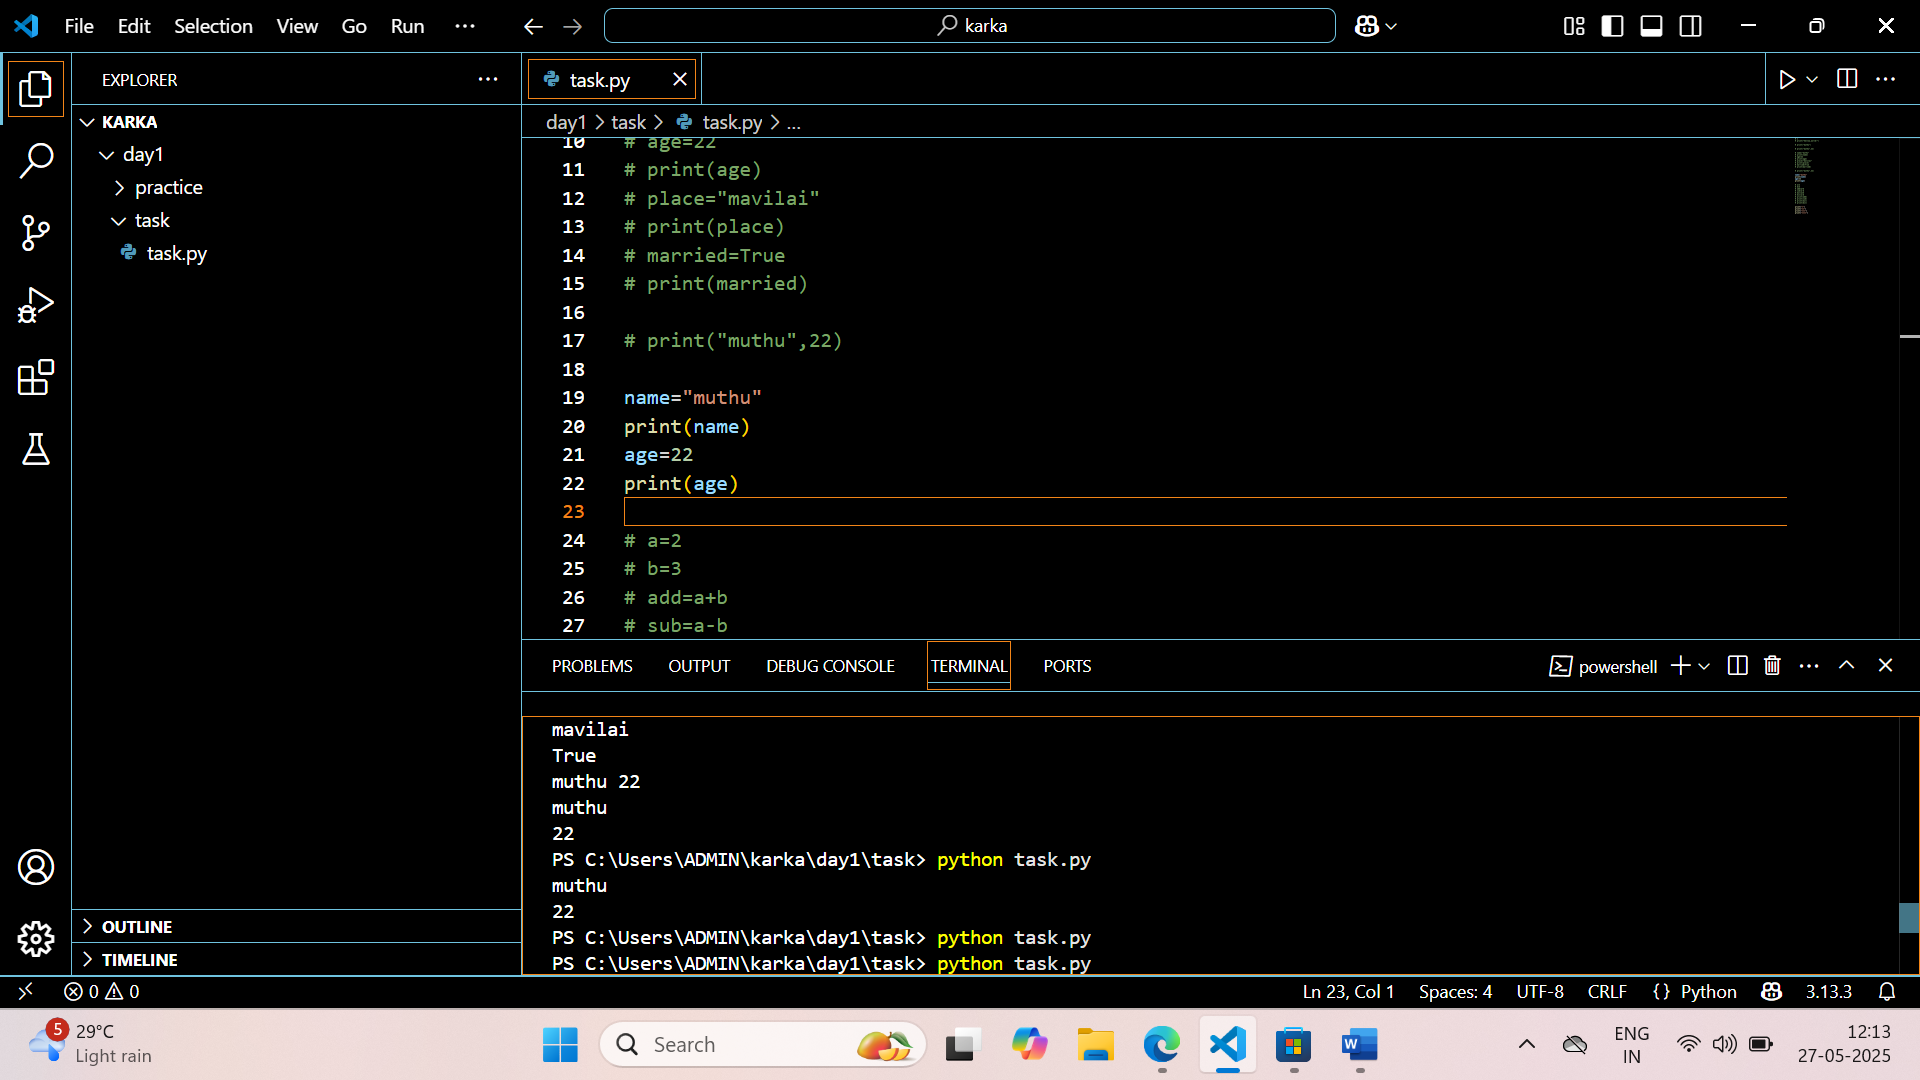 File Edit Selection View Go Run ···
karka
EXPLORER
KARKA
day1
practice
task
task.py
OUTLINE
TIMELINE
task.py
day1 > task > task.py > ...
10 # age=22
11 # print(age)
12 # place="mavilai"
13 # print(place)
14 # married=True
15 # print(married)
16
17 # print("muthu",22)
18
19 name="muthu"
20 print(name)
21 age=22
22 print(age)
23
24 # a=2
25 # b=3
26 # add=a+b
27 # sub=a-b
PROBLEMS OUTPUT DEBUG CONSOLE TERMINAL PORTS
powershell
mavilai
True
muthu 22
muthu
22
PS C:\Users\ADMIN\karka\day1\task> python task.py
muthu
22
PS C:\Users\ADMIN\karka\day1\task> python task.py
PS C:\Users\ADMIN\karka\day1\task> python task.py
0 0
Ln 23, Col 1 Spaces: 4 UTF-8 CRLF {} Python 3.13.3
5
29°C
Light rain
Search
W
ENG
IN
12:13
27-05-2025